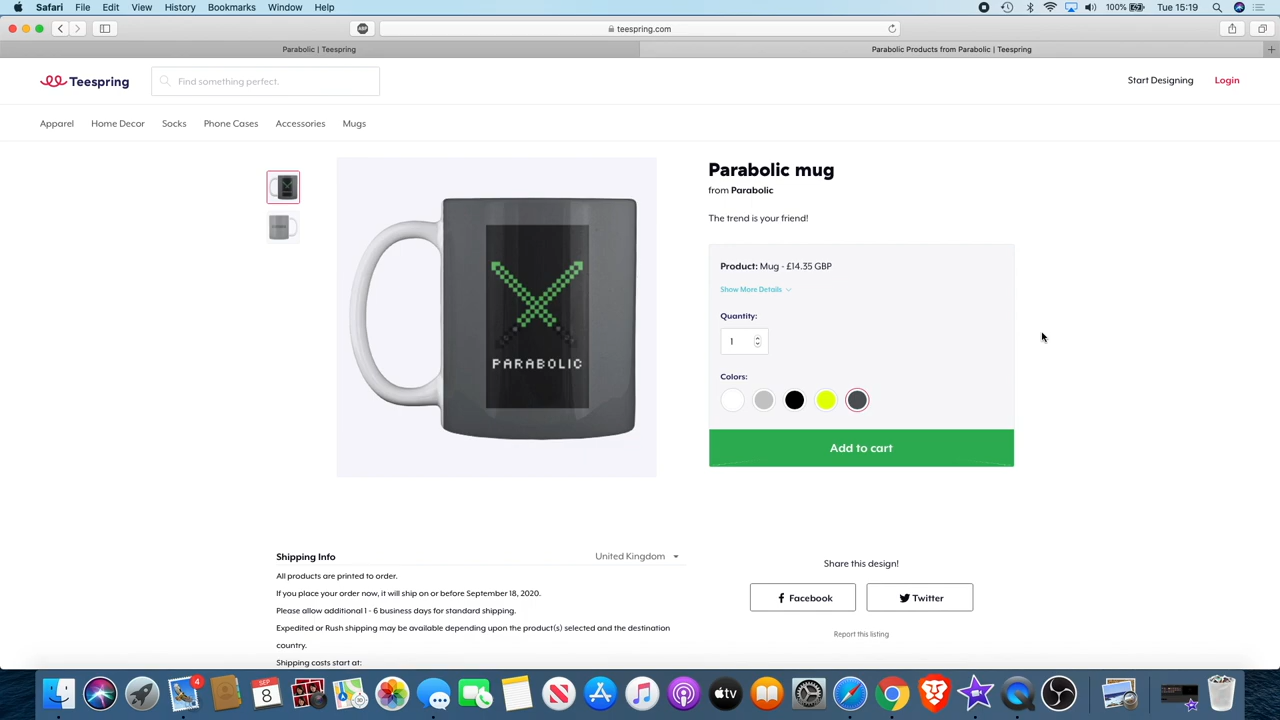 Safari File Edit View History Bookmarks Window Help 100% Tue 15:19
ABP teespring.com
Parabolic | Teespring Parabolic Products from Parabolic | Teespring
Teespring Find something perfect. Start Designing Login
Apparel Home Decor Socks Phone Cases Accessories Mugs
Parabolic mug
from Parabolic
The trend is your friend!
Product: Mug - £14.35 GBP
Show More Details
Quantity:
1
PARABOLIC
Colors:
Add to cart
Shipping Info United Kingdom
All products are printed to order.
If you place your order now, it will ship on or before September 18, 2020.
Please allow additional 1 - 6 business days for standard shipping.
Expedited or Rush shipping may be available depending upon the product(s) selected and the destination
country.
Shipping costs start at:
Share this design!
Facebook Twitter
Report this listing
4
SEP
8
tv